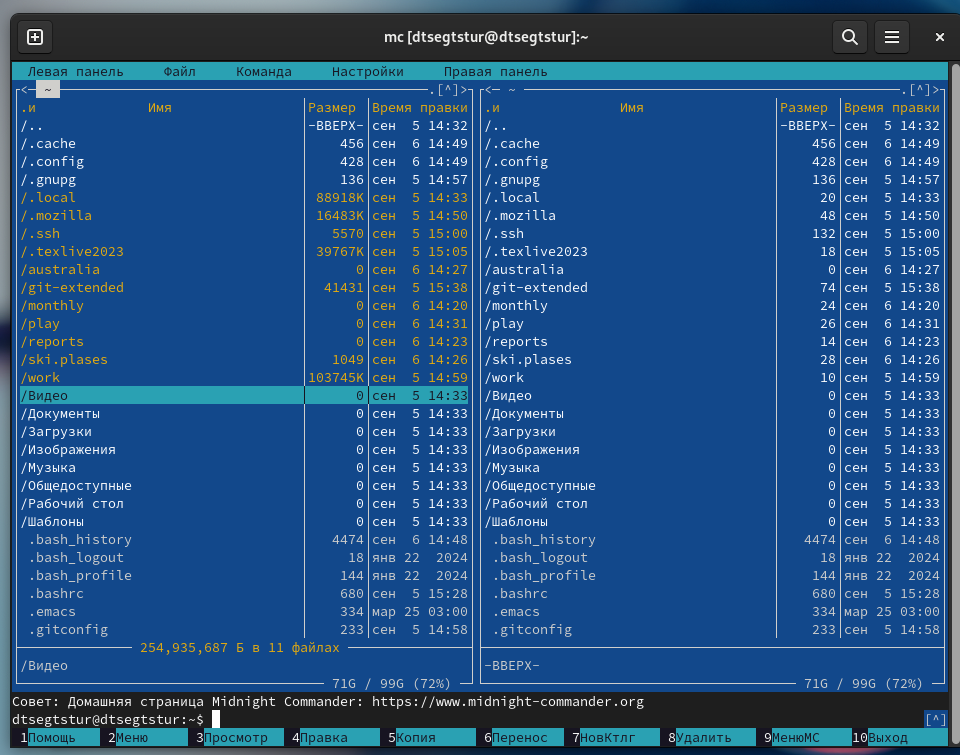 mc [dtsegtstur@dtsegtstur]:~
Левая панель Файл Команда Настройки Правая панель
<─ ~ .[^]> <─ ~ .[^]>
.и Имя Размер Время правки .и Имя Размер Время правки
/.. -ВВЕРХ- сен 5 14:32 /.. -ВВЕРХ- сен 5 14:32
/.cache 456 сен 6 14:49 /.cache 456 сен 6 14:49
/.config 428 сен 6 14:49 /.config 428 сен 6 14:49
/.gnupg 136 сен 5 14:57 /.gnupg 136 сен 5 14:57
/.local 88918K сен 5 14:33 /.local 20 сен 5 14:33
/.mozilla 16483K сен 5 14:50 /.mozilla 48 сен 5 14:50
/.ssh 5570 сен 5 15:00 /.ssh 132 сен 5 15:00
/.texlive2023 39767K сен 5 15:05 /.texlive2023 18 сен 5 15:05
/australia 0 сен 6 14:27 /australia 0 сен 6 14:27
/git-extended 41431 сен 5 15:38 /git-extended 74 сен 5 15:38
/monthly 0 сен 6 14:20 /monthly 24 сен 6 14:20
/play 0 сен 6 14:31 /play 26 сен 6 14:31
/reports 0 сен 6 14:23 /reports 14 сен 6 14:23
/ski.plases 1049 сен 6 14:26 /ski.plases 28 сен 6 14:26
/work 103745K сен 5 14:59 /work 10 сен 5 14:59
/Видео 0 сен 5 14:33 /Видео 0 сен 5 14:33
/Документы 0 сен 5 14:33 /Документы 0 сен 5 14:33
/Загрузки 0 сен 5 14:33 /Загрузки 0 сен 5 14:33
/Изображения 0 сен 5 14:33 /Изображения 0 сен 5 14:33
/Музыка 0 сен 5 14:33 /Музыка 0 сен 5 14:33
/Общедоступные 0 сен 5 14:33 /Общедоступные 0 сен 5 14:33
/Рабочий стол 0 сен 5 14:33 /Рабочий стол 0 сен 5 14:33
/Шаблоны 0 сен 5 14:33 /Шаблоны 0 сен 5 14:33
.bash_history 4474 сен 6 14:48 .bash_history 4474 сен 6 14:48
.bash_logout 18 янв 22 2024 .bash_logout 18 янв 22 2024
.bash_profile 144 янв 22 2024 .bash_profile 144 янв 22 2024
.bashrc 680 сен 5 15:28 .bashrc 680 сен 5 15:28
.emacs 334 мар 25 03:00 .emacs 334 мар 25 03:00
.gitconfig 233 сен 5 14:58 .gitconfig 233 сен 5 14:58
254,935,687 Б в 11 файлах
/Видео -ВВЕРХ-
71G / 99G (72%) 71G / 99G (72%)
Совет: Домашняя страница Midnight Commander: https://www.midnight-commander.org
dtsegtstur@dtsegtstur:~$ [^]
1Помощь 2Меню 3Просмотр 4Правка 5Копия 6Перенос 7НовКтлг 8Удалить 9МенюМС 10Выход